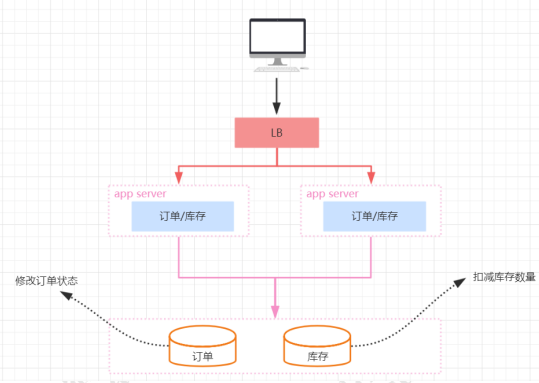 LB
app server
app server
订单/库存
订单/库存
修改订单状态
扣减库存数量
订单
库存